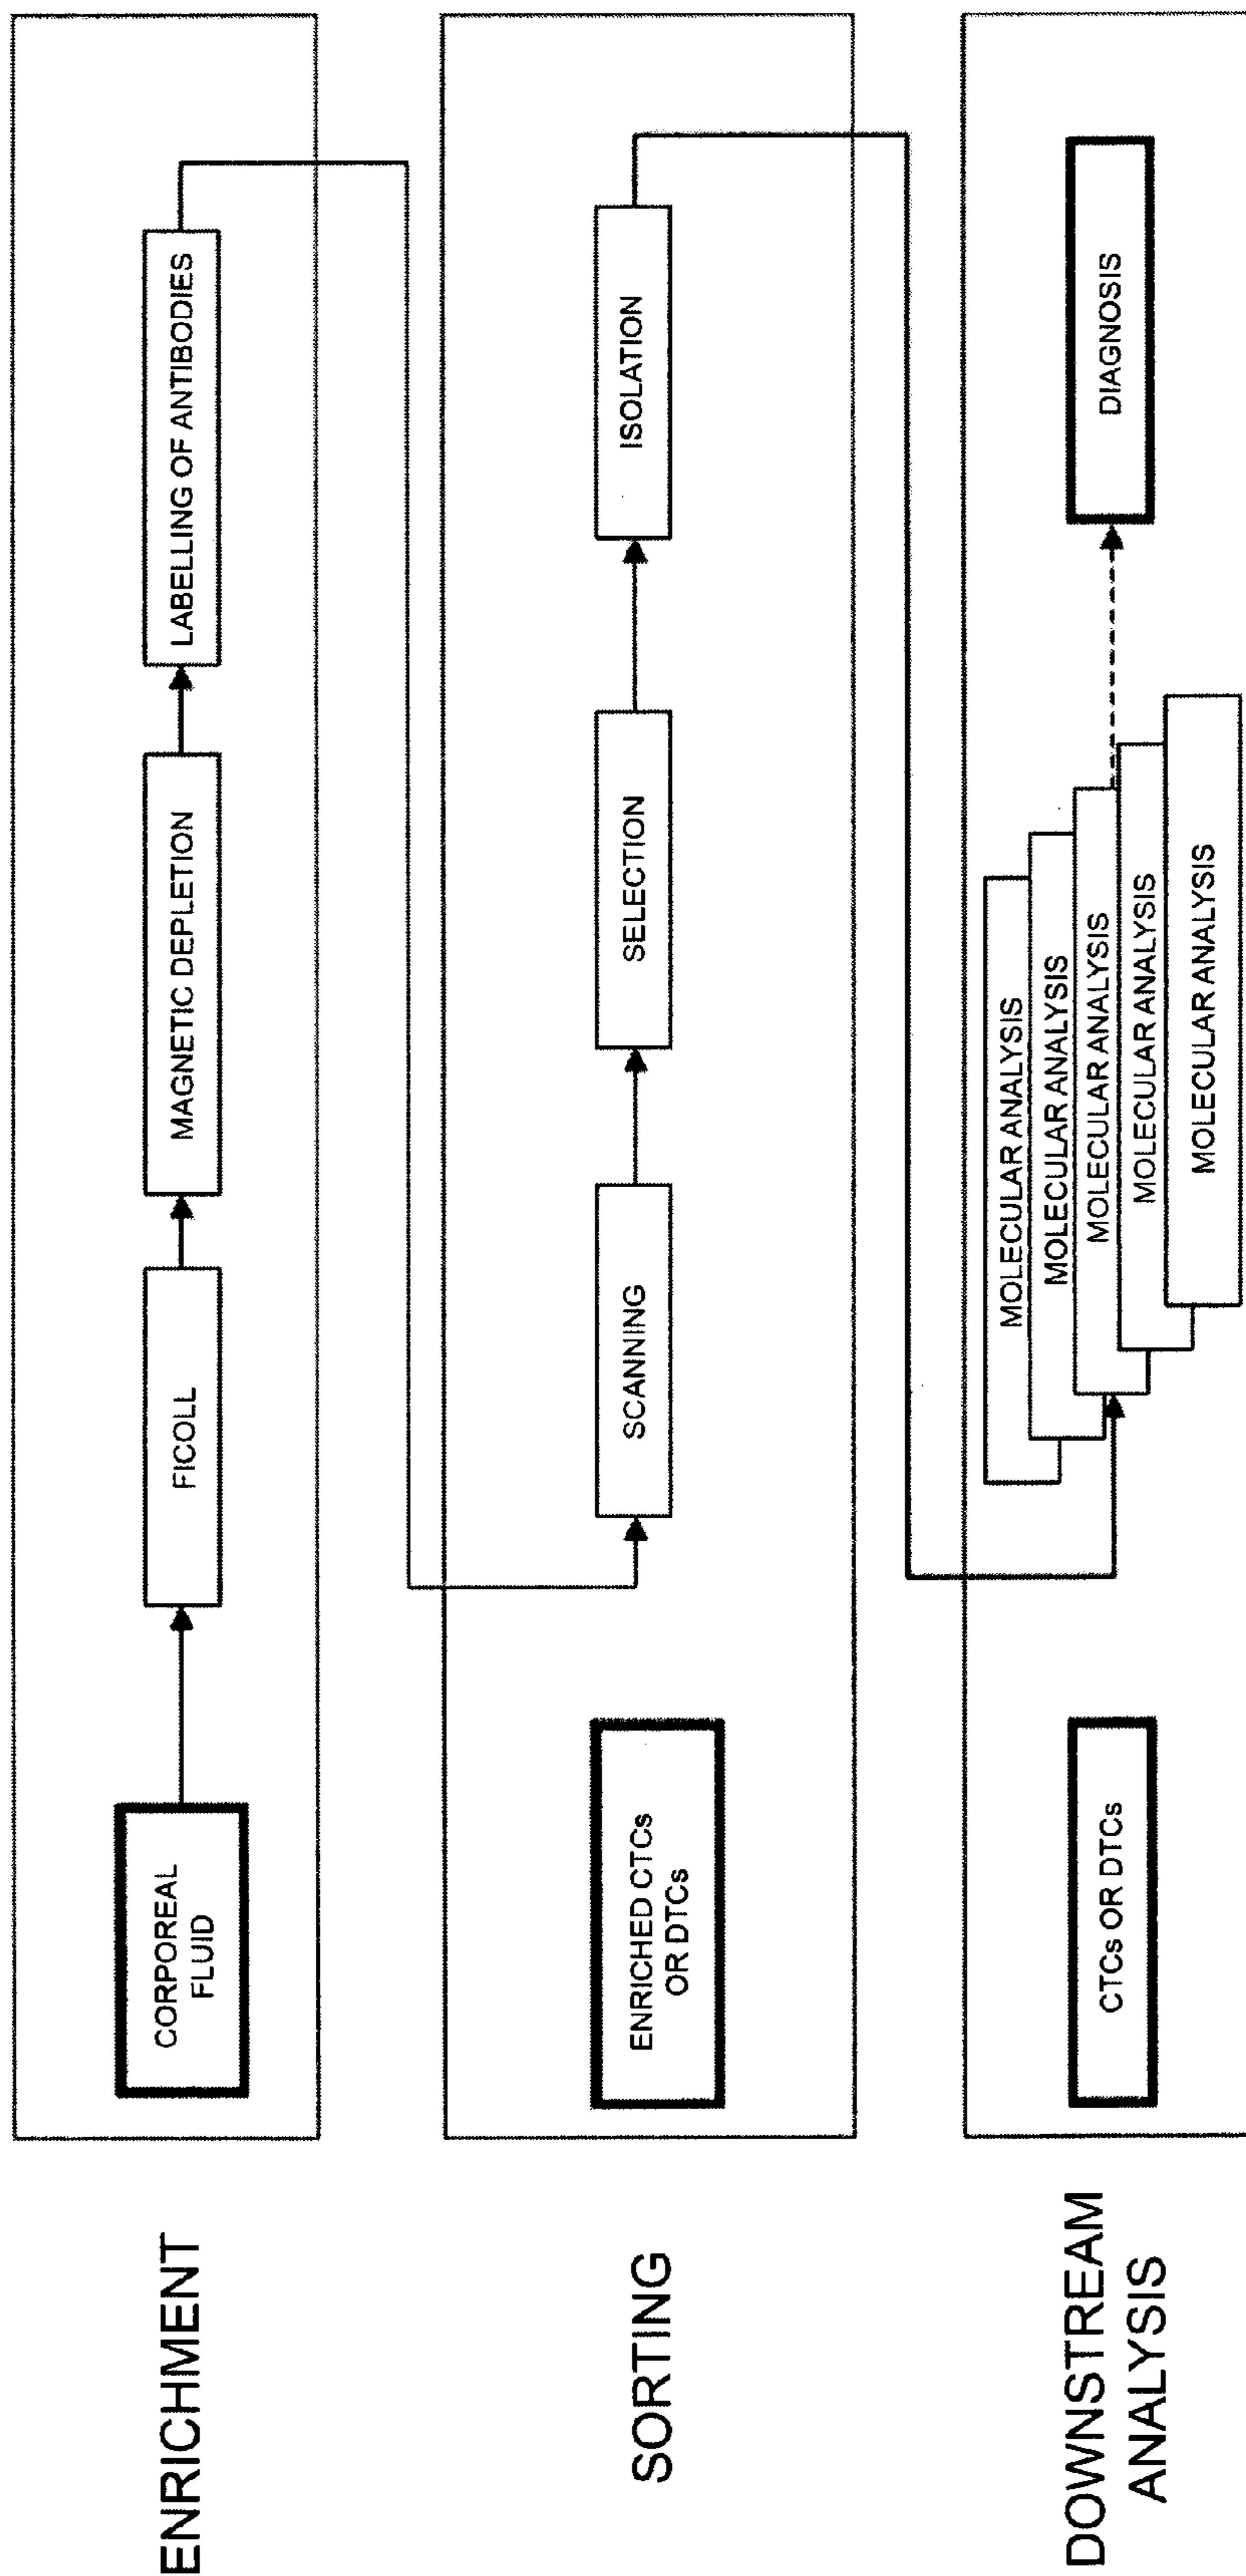 ENRICHMENT
CORPOREAL
FLUID
FICOLL
MAGNETIC DEPLETION
LABELLING OF ANTIBODIES
SORTING
ENRICHED CTCs
OR DTCs
SCANNING
SELECTION
ISOLATION
DOWNSTREAM
ANALYSIS
CTCs OR DTCs
MOLECULAR ANALYSIS
MOLECULAR ANALYSIS
MOLECULAR ANALYSIS
MOLECULAR ANALYSIS
MOLECULAR ANALYSIS
DIAGNOSIS